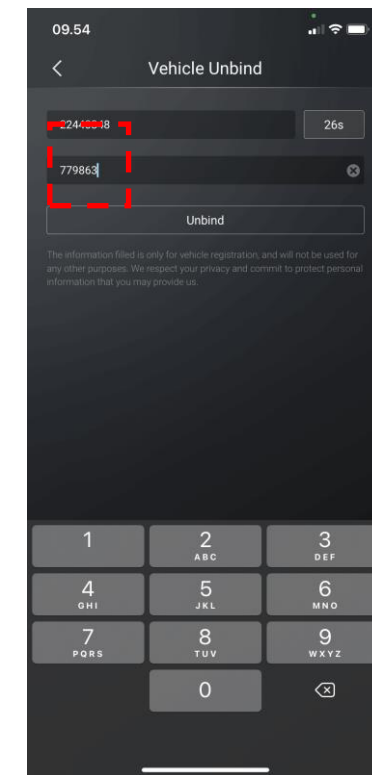 09.54
Vehicle Unbind
26s
779863
Unbind
The information filled is only for vehicle registration, and will not be used for
any other purposes. We respect your privacy and commit to protect personal
information that you may provide us.
1
2
ABC
3
DEF
4
GHI
5
JKL
6
MNO
7
PQRS
8
TUV
9
WXYZ
0